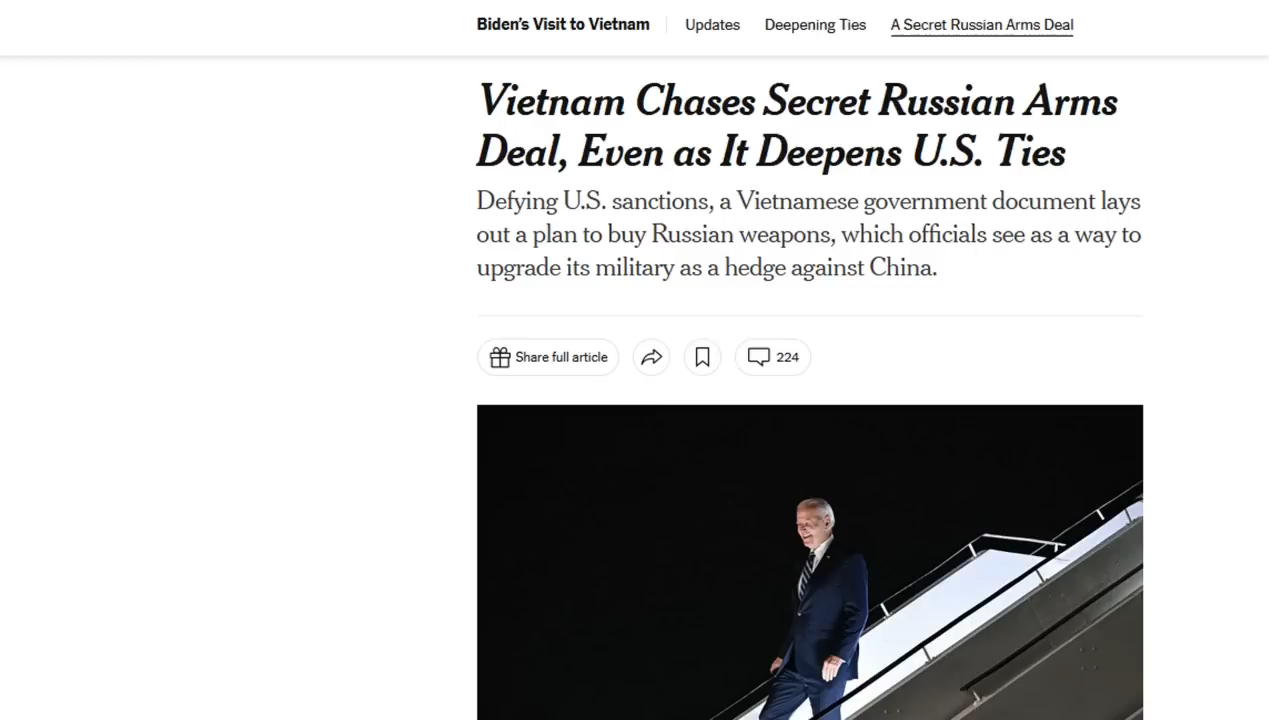 Biden’s Visit to Vietnam Updates Deepening Ties A Secret Russian Arms Deal
Vietnam Chases Secret Russian Arms
Deal, Even as It Deepens U.S. Ties
Defying U.S. sanctions, a Vietnamese government document lays
out a plan to buy Russian weapons, which officials see as a way to
upgrade its military as a hedge against China.
Share full article 224